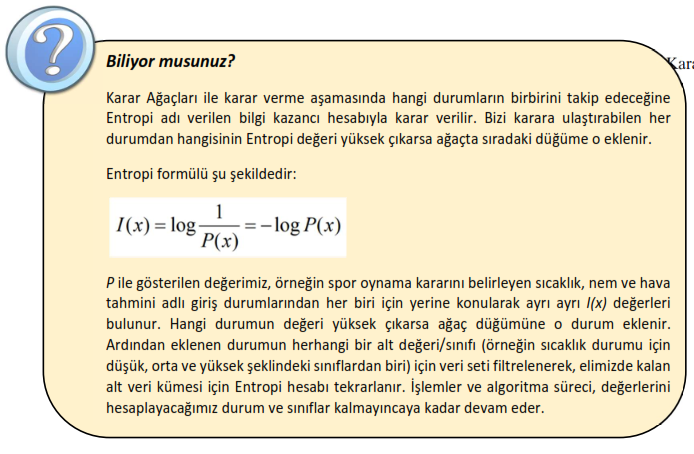 Biliyor musunuz?
Kara
Karar Ağaçları ile karar verme aşamasında hangi durumların birbirini takip edeceğine
Entropi adı verilen bilgi kazancı hesabıyla karar verilir. Bizi karara ulaştırabilen her
durumdan hangisinin Entropi değeri yüksek çıkarsa ağaçta sıradaki düğüme o eklenir.
Entropi formülü şu şekildedir:
I(x) = log 1/P(x) = −log P(x)
P ile gösterilen değerimiz, örneğin spor oynama kararını belirleyen sıcaklık, nem ve hava
tahmini adlı giriş durumlarından her biri için yerine konularak ayrı ayrı I(x) değerleri
bulunur. Hangi durumun değeri yüksek çıkarsa ağaç düğümüne o durum eklenir.
Ardından eklenen durumun herhangi bir alt değeri/sınıfı (örneğin sıcaklık durumu için
düşük, orta ve yüksek şeklindeki sınıflardan biri) için veri seti filtrelenerek, elimizde kalan
alt veri kümesi için Entropi hesabı tekrarlanır. İşlemler ve algoritma süreci, değerlerini
hesaplayacağımız durum ve sınıflar kalmayıncaya kadar devam eder.